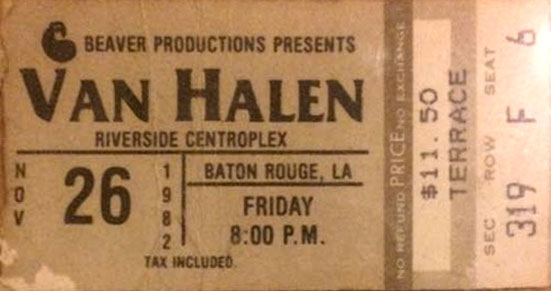 BEAVER PRODUCTIONS PRESENTS
VAN HALEN
RIVERSIDE CENTROPLEX
NOV
26
1982
BATON ROUGE, LA
FRIDAY
8:00 P.M.
TAX INCLUDED.
NO REFUND PRICE NO EXCHANGE
$11.50
TERRACE
SEC ROW SEAT
319 F 6